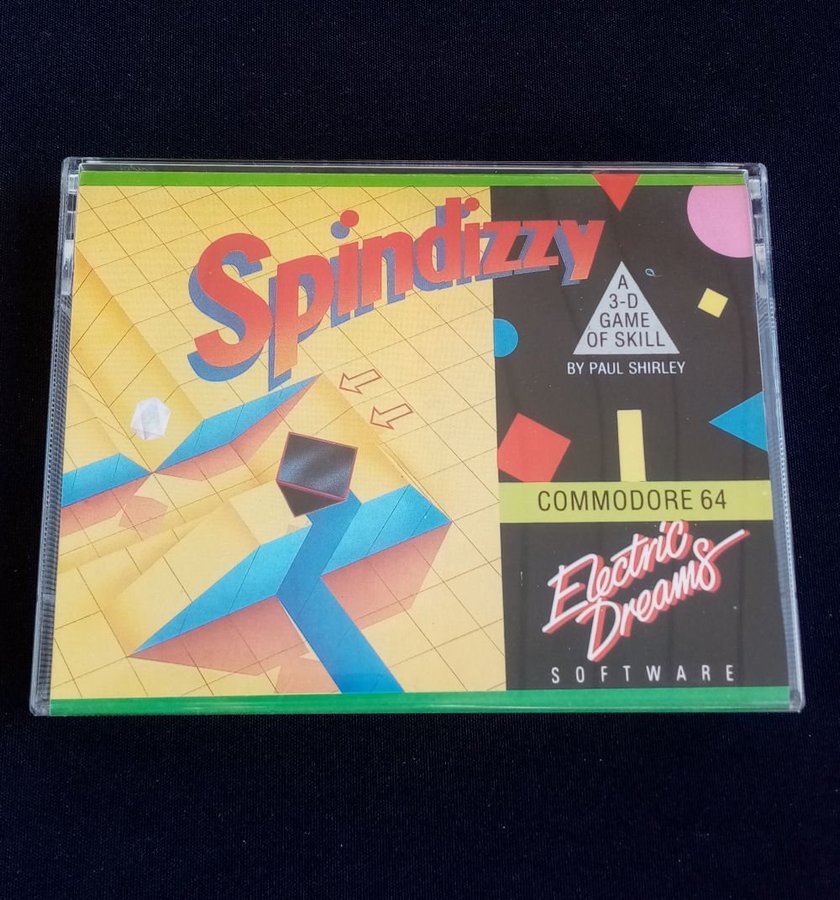 Spindizzy
A
3-D
GAME
OF SKILL
BY PAUL SHIRLEY
COMMODORE 64
Electric
Dreams
SOFTWARE